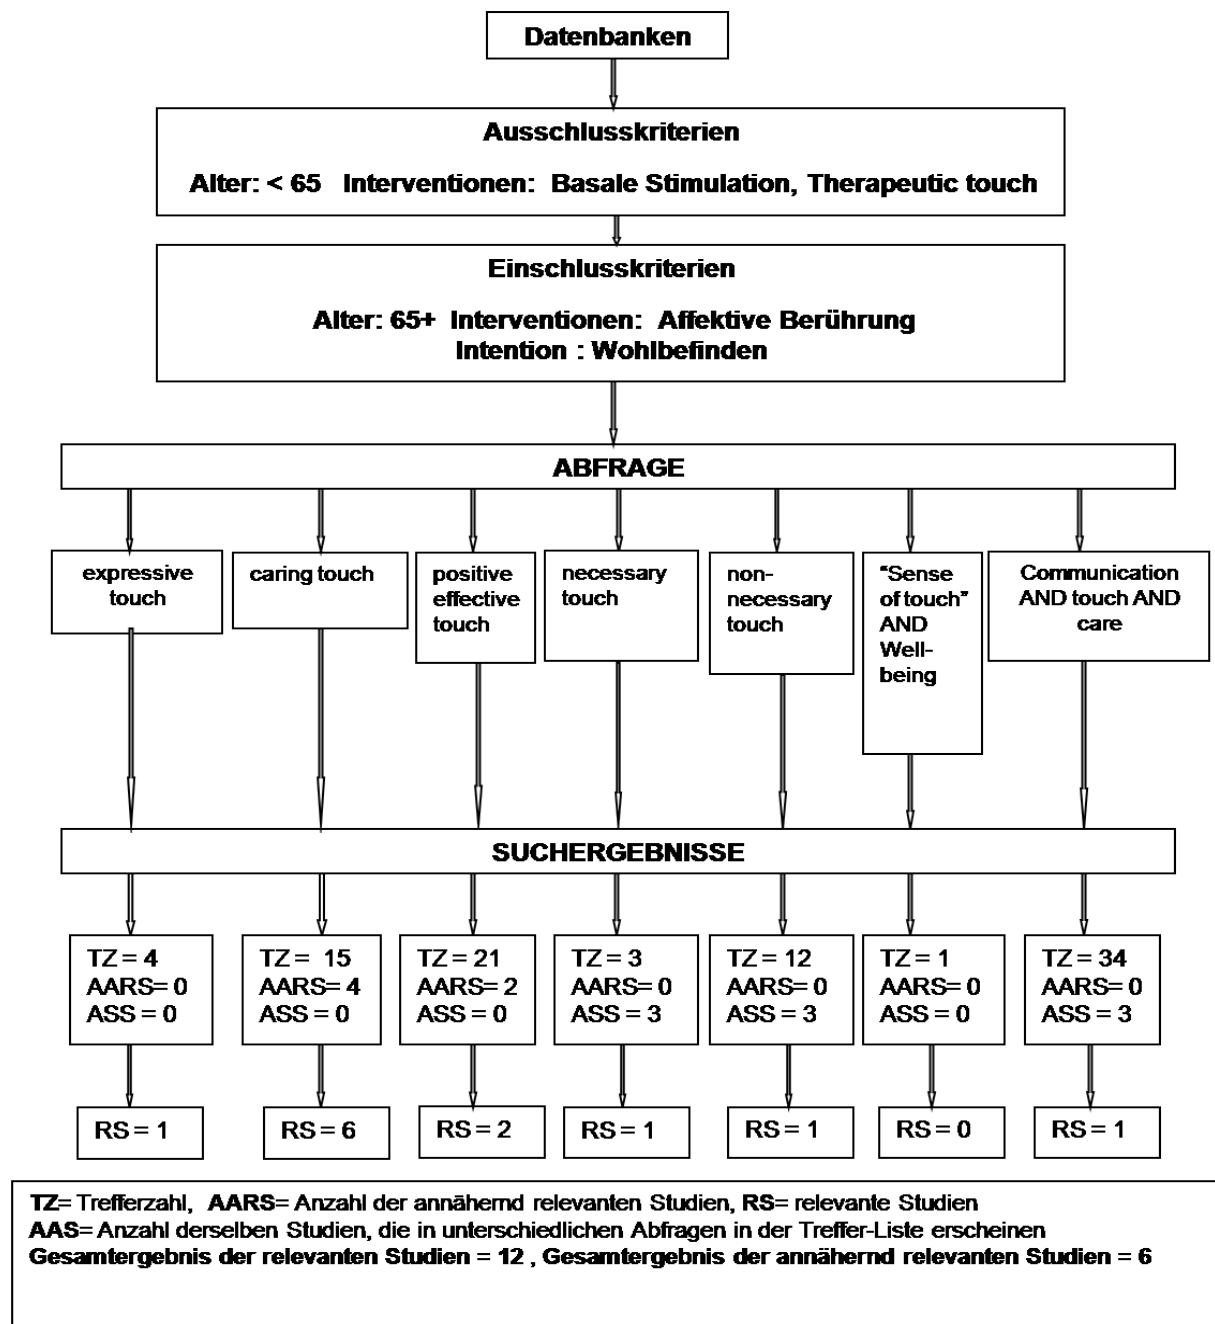 Datenbanken
Ausschlusskriterien
Alter: < 65 Interventionen: Basale Stimulation, Therapeutic touch
Einschlusskriterien
Alter: 65+ Interventionen: Affektive Berührung
Intention : Wohlbefinden
ABFRAGE
expressive
touch
caring touch
positive
effective
touch
necessary
touch
non-
necessary
touch
"Sense
of touch"
AND
Well-
being
Communication
AND touch AND
care
SUCHERGEBNISSE
TZ = 4
AARS= 0
ASS = 0
TZ = 15
AARS= 4
ASS = 0
TZ = 21
AARS= 2
ASS = 0
TZ = 3
AARS= 0
ASS = 3
TZ = 12
AARS= 0
ASS = 3
TZ = 1
AARS= 0
ASS = 0
TZ = 34
AARS= 0
ASS = 3
RS = 1
RS = 6
RS = 2
RS = 1
RS = 1
RS = 0
RS = 1
TZ= Trefferzahl, AARS= Anzahl der annähernd relevanten Studien, RS= relevante Studien
AAS= Anzahl derselben Studien, die in unterschiedlichen Abfragen in der Treffer-Liste erscheinen
Gesamtergebnis der relevanten Studien = 12 , Gesamtergebnis der annähernd relevanten Studien = 6